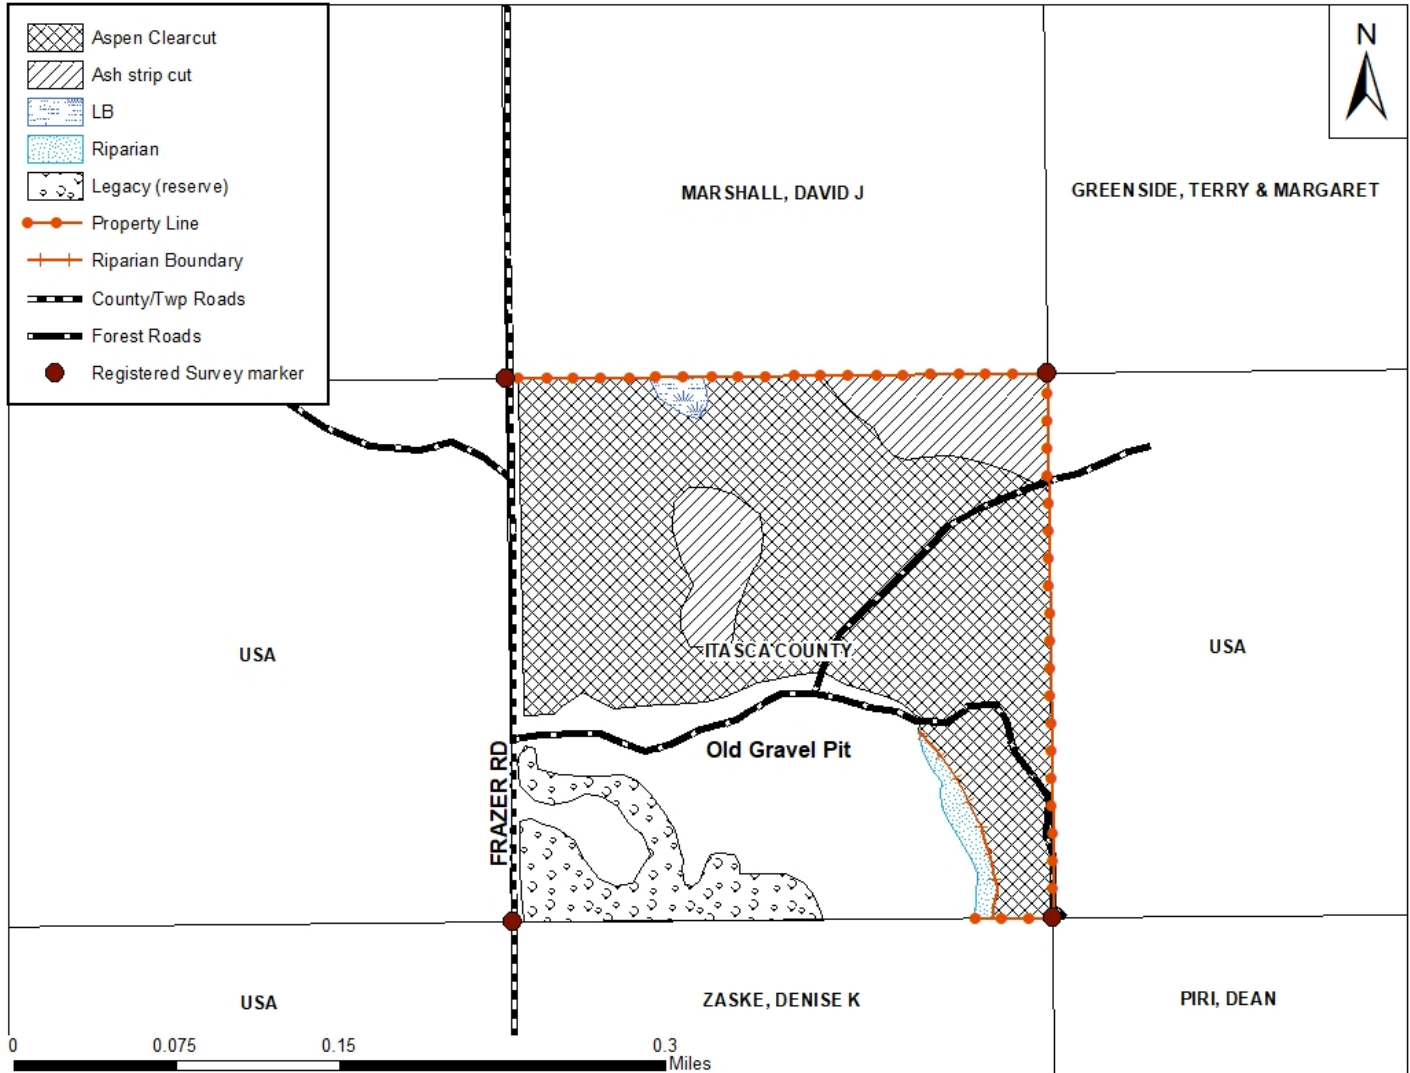 Aspen Clearcut
Ash strip cut
LB
Riparian
Legacy (reserve)
Property Line
Riparian Boundary
County/Twp Roads
Forest Roads
Registered Survey marker
N
MARSHALL, DAVID J
GREENSIDE, TERRY & MARGARET
USA
ITASCA COUNTY
USA
Old Gravel Pit
FRAZER RD
USA
ZASKE, DENISE K
PIRI, DEAN
0 0.075 0.15 0.3
Miles